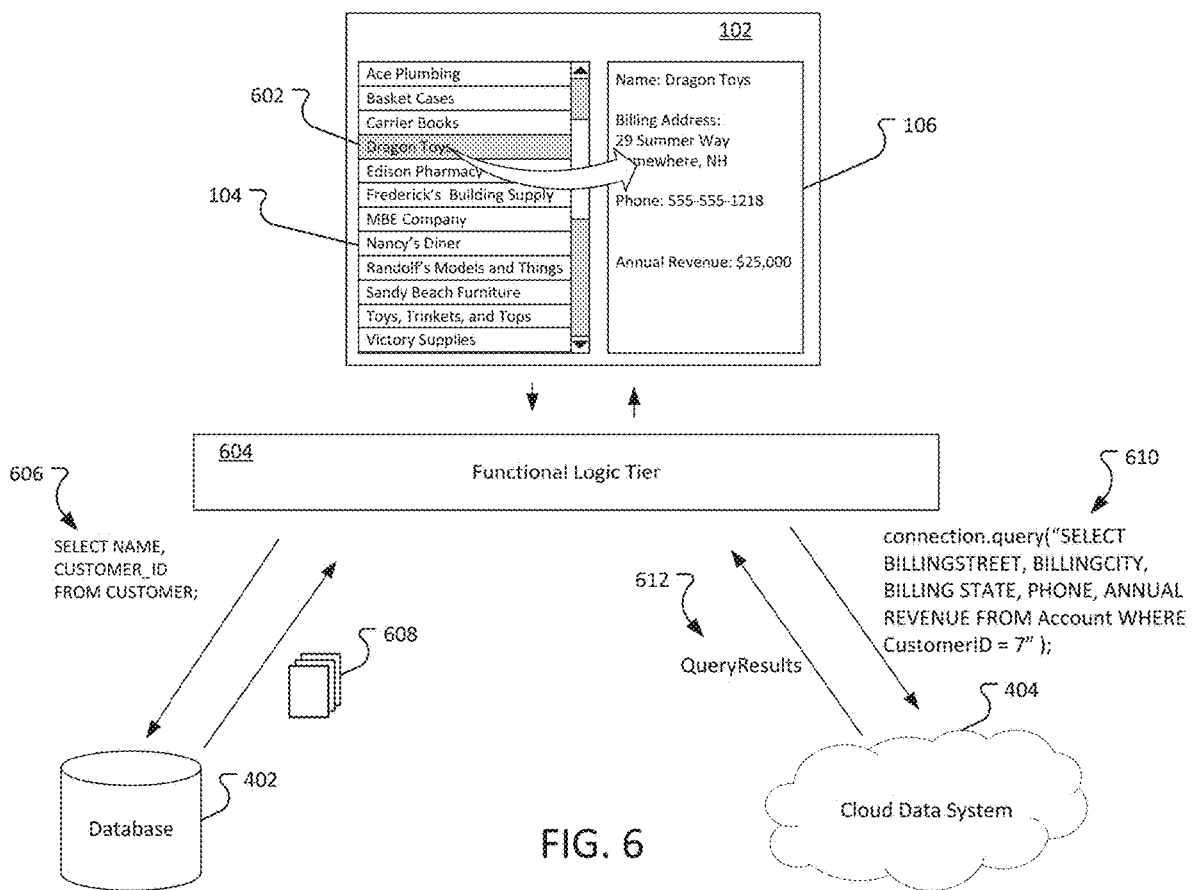 102
Ace Plumbing
Basket Cases
Carrier Books
Dragon Toys
Edison Pharmacy
Frederick's Building Supply
MBE Company
Nancy's Diner
Randolf's Models and Things
Sandy Beach Furniture
Toys, Trinkets, and Tops
Victory Supplies
Name: Dragon Toys
Billing Address:
29 Summer Way
Somewhere, NH
Phone: 555-555-1218
Annual Revenue: $25,000
602
104
106
604
Functional Logic Tier
606
SELECT NAME,
CUSTOMER_ID
FROM CUSTOMER;
608
610
connection.query("SELECT
BILLINGSTREET, BILLINGCITY,
BILLING STATE, PHONE, ANNUAL
REVENUE FROM Account WHERE
CustomerID = 7" );
612
QueryResults
402
Database
404
Cloud Data System
FIG. 6